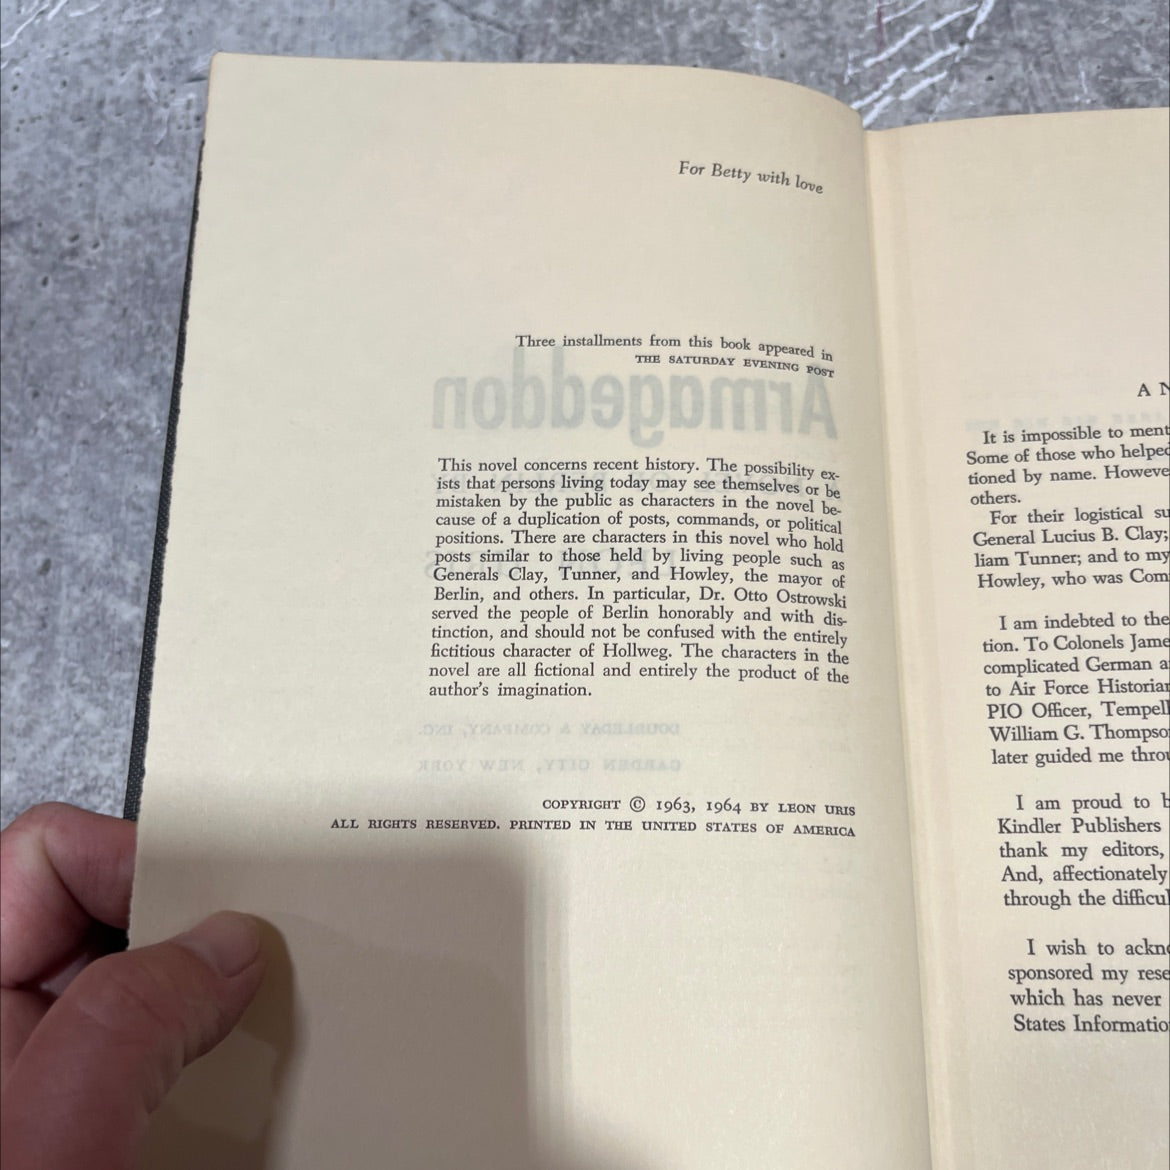 For Betty with love
Three installments from this book appeared in
THE SATURDAY EVENING POST
Armageddon
This novel concerns recent history. The possibility ex-
ists that persons living today may see themselves or be
mistaken by the public as characters in the novel be-
cause of a duplication of posts, commands, or political
positions. There are characters in this novel who hold
posts similar to those held by living people such as
Generals Clay, Tunner, and Howley, the mayor of
Berlin, and others. In particular, Dr. Otto Ostrowski
served the people of Berlin honorably and with dis-
tinction, and should not be confused with the entirely
fictitious character of Hollweg. The characters in the
novel are all fictional and entirely the product of the
author's imagination.
DOUBLEDAY & COMPANY, INC.
GARDEN CITY, NEW YORK
COPYRIGHT © 1963, 1964 BY LEON URIS
ALL RIGHTS RESERVED. PRINTED IN THE UNITED STATES OF AMERICA
A
It is impossible to ment
Some of those who helped
tioned by name. Howeve
others.
For their logistical su
General Lucius B. Clay;
liam Tunner; and to my
Howley, who was Com
I am indebted to the
tion. To Colonels Jame
complicated German a
to Air Force Historian
PIO Officer, Tempell
William G. Thompso
later guided me throu
I am proud to b
Kindler Publishers
thank my editors,
And, affectionately
through the difficul
I wish to ackno
sponsored my rese
which has never
States Informatio